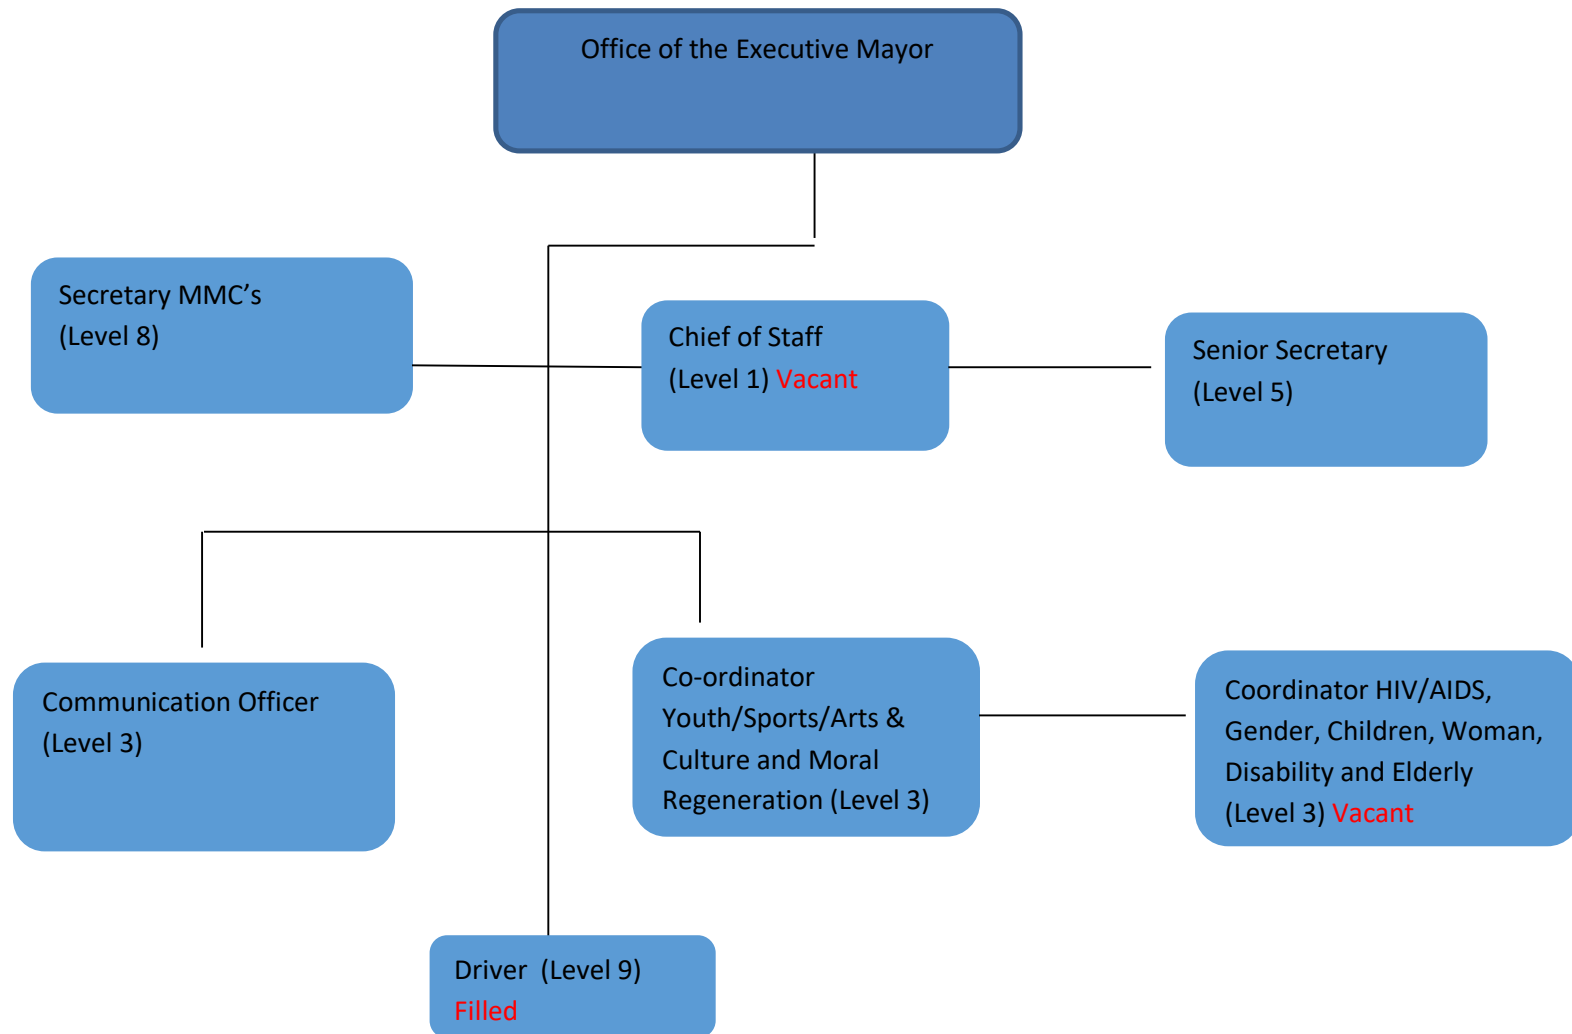 Office of the Executive Mayor
Secretary MMC’s
(Level 8)
Chief of Staff
(Level 1) Vacant
Senior Secretary
(Level 5)
Communication Officer
(Level 3)
Co-ordinator
Youth/Sports/Arts &
Culture and Moral
Regeneration (Level 3)
Coordinator HIV/AIDS,
Gender, Children, Woman,
Disability and Elderly
(Level 3) Vacant
Driver  (Level 9)
Filled